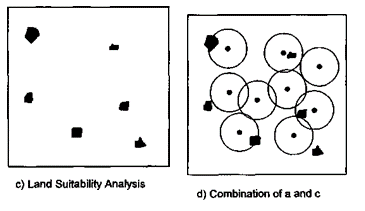 c) Land Suitability Analysis
d) Combination of a and c